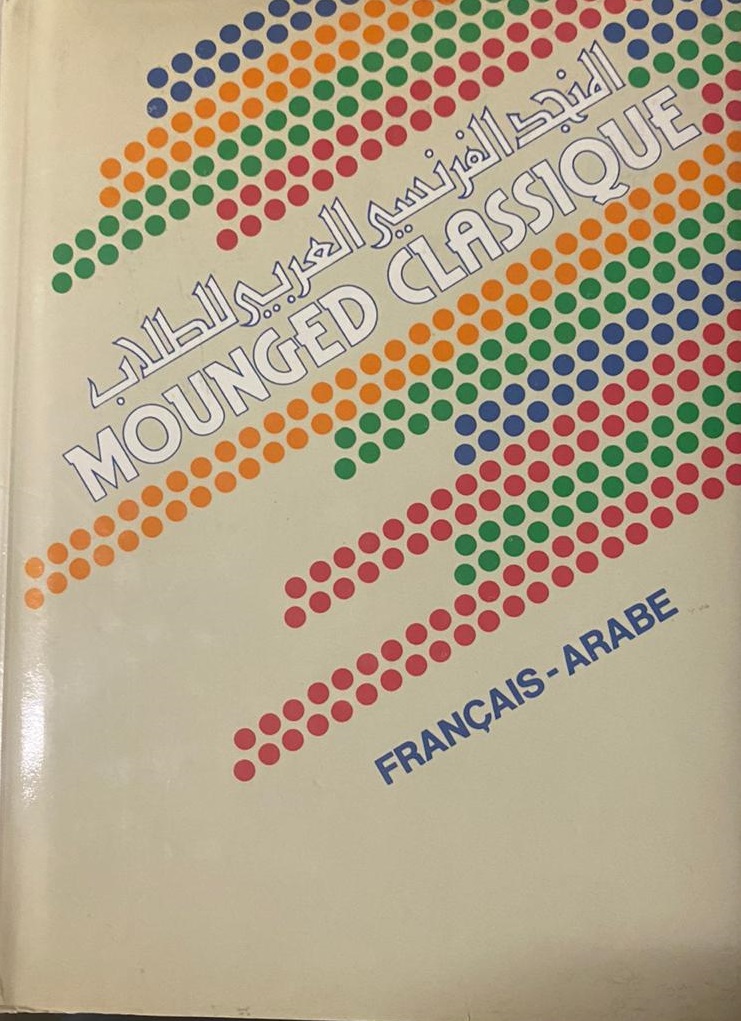 المنجد الفرنسي العربي للطلاب
MOUNGED CLASSIQUE
FRANÇAIS-ARABE